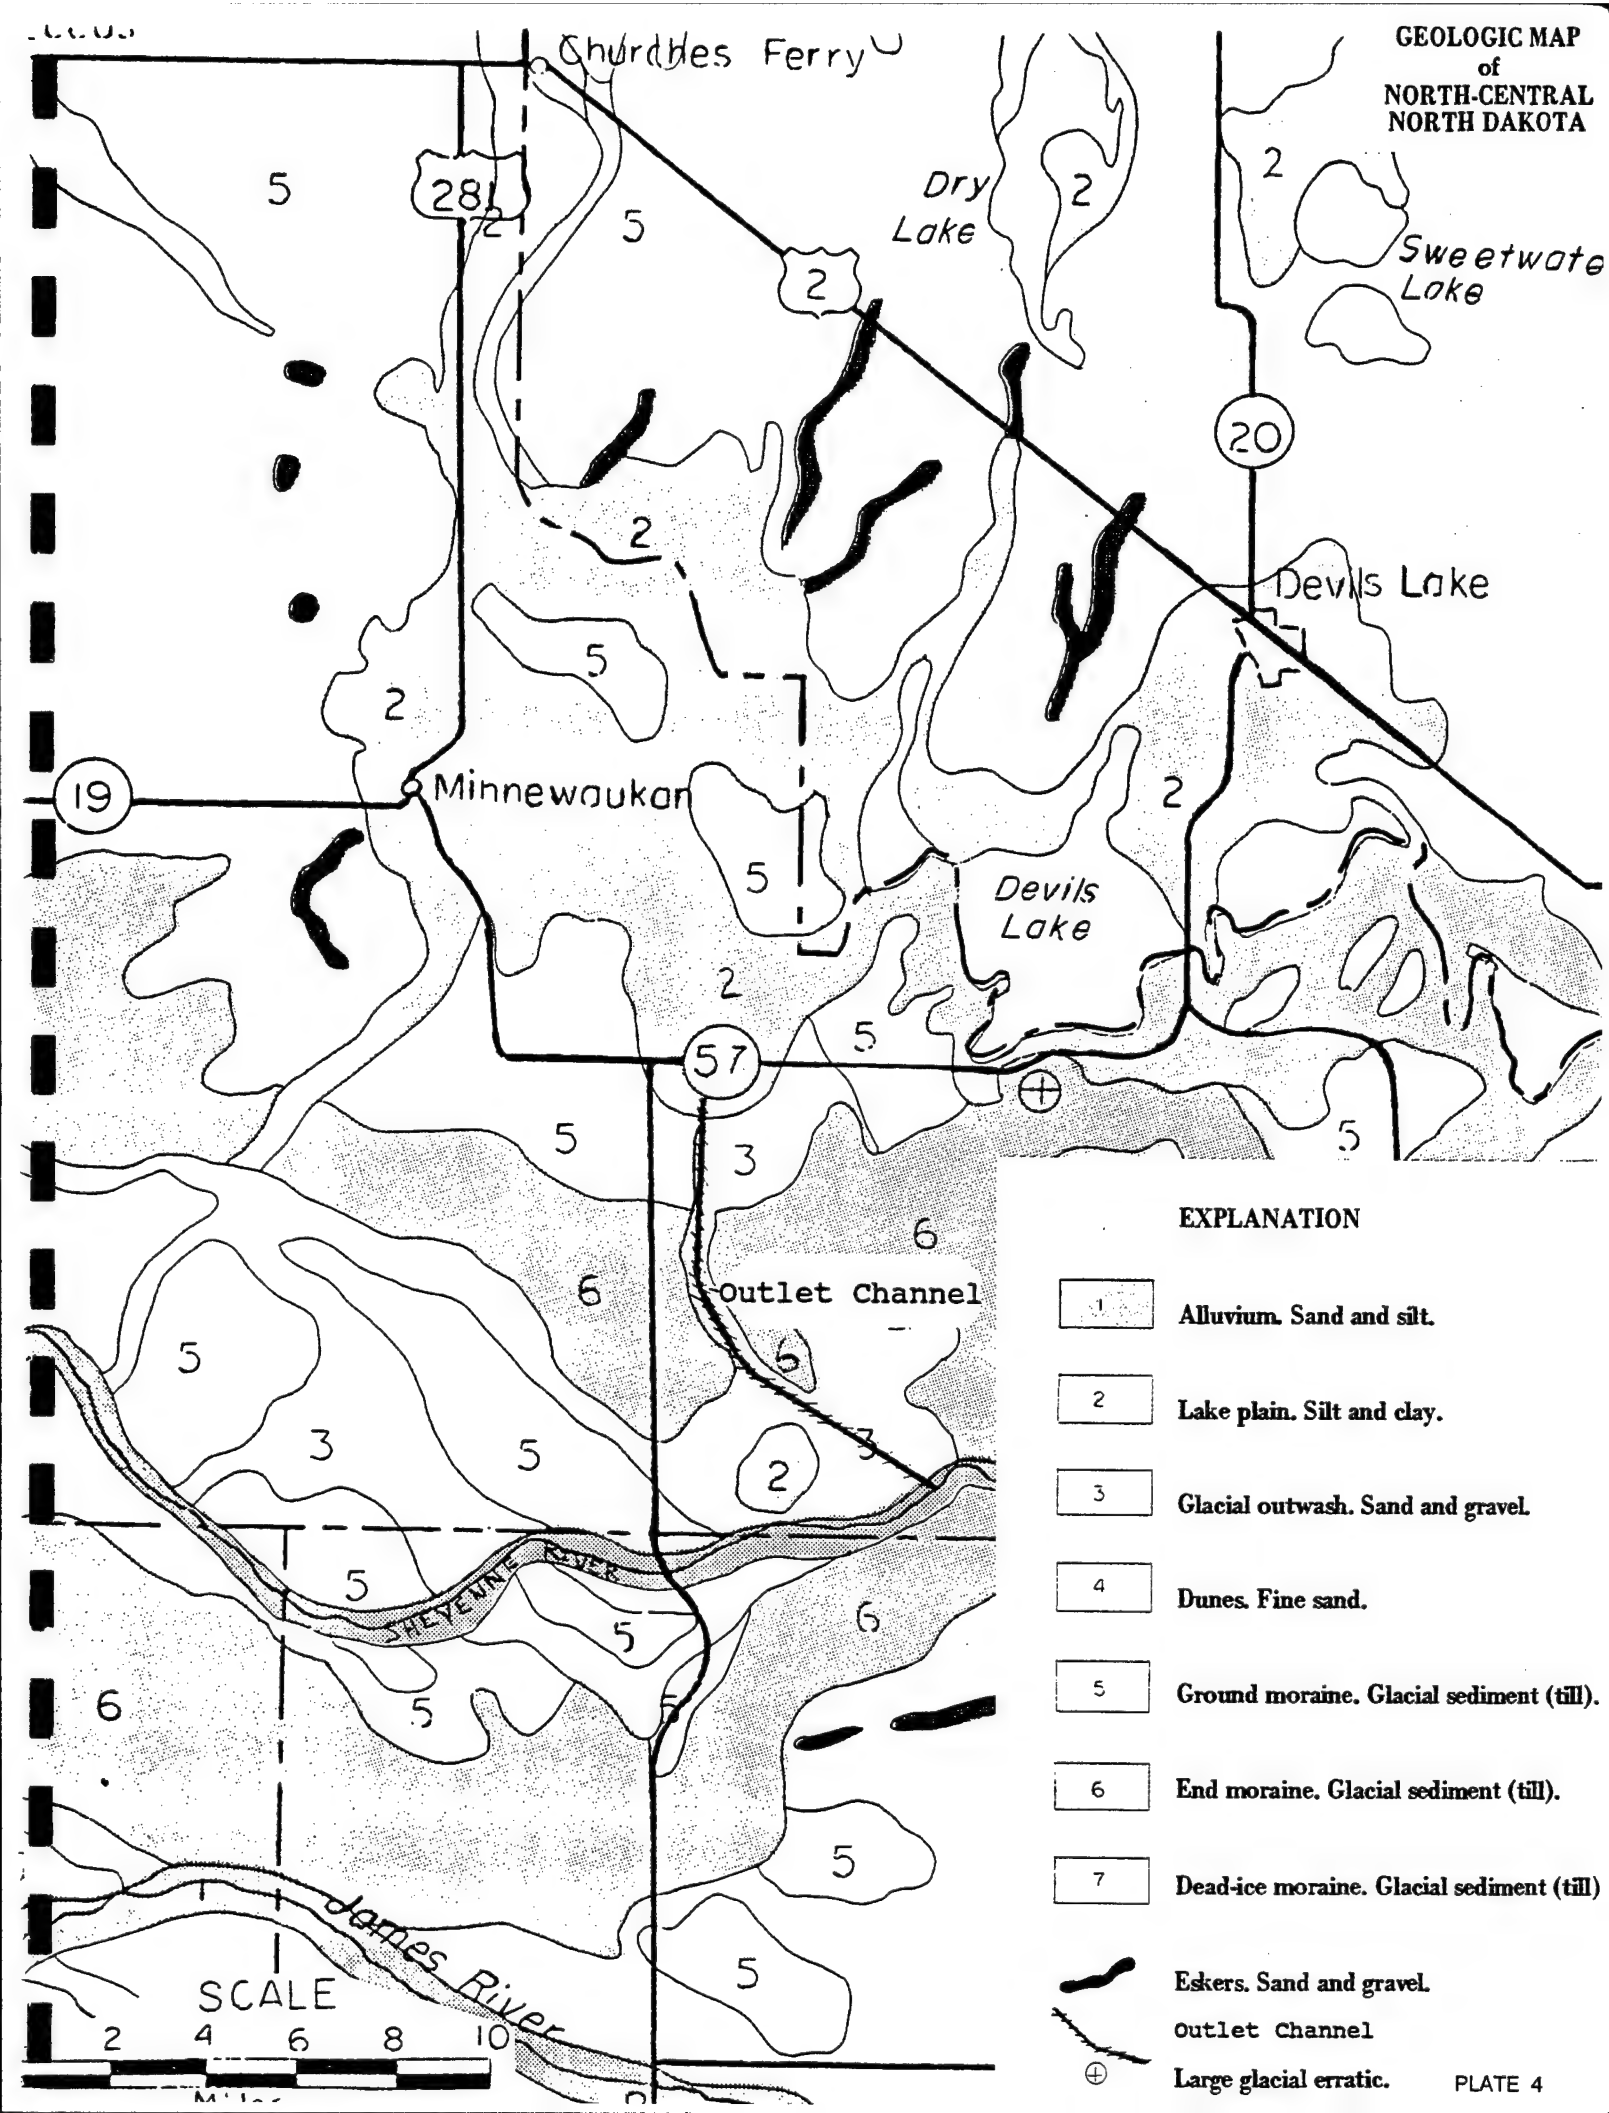 Churches Ferry
GEOLOGIC MAP
of
NORTH-CENTRAL
NORTH DAKOTA
5
281
2
5
Dry
Lake
2
2
Sweetwate
Lake
2
20
2
Devils Lake
5
2
19
Minnewaukan
2
5
Devils
Lake
2
5
57
5
3
5
6
6
Outlet Channel
6
5
3
5
3
2
5
SHEYENNE RIVER
5
6
6
5
5
5
James River
5
SCALE
2 4 6 8 10
EXPLANATION
1 Alluvium. Sand and silt.
2 Lake plain. Silt and clay.
3 Glacial outwash. Sand and gravel.
4 Dunes. Fine sand.
5 Ground moraine. Glacial sediment (till).
6 End moraine. Glacial sediment (till).
7 Dead-ice moraine. Glacial sediment (till)
Eskers. Sand and gravel.
Outlet Channel
Large glacial erratic.
PLATE 4